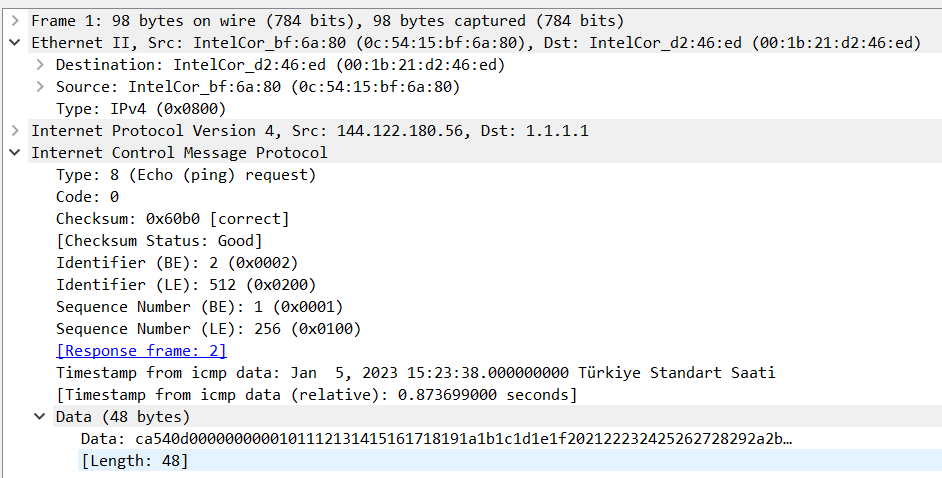 Frame 1: 98 bytes on wire (784 bits), 98 bytes captured (784 bits)
Ethernet II, Src: IntelCor_bf:6a:80 (0c:54:15:bf:6a:80), Dst: IntelCor_d2:46:ed (00:1b:21:d2:46:ed)
Destination: IntelCor_d2:46:ed (00:1b:21:d2:46:ed)
Source: IntelCor_bf:6a:80 (0c:54:15:bf:6a:80)
Type: IPv4 (0x0800)
Internet Protocol Version 4, Src: 144.122.180.56, Dst: 1.1.1.1
Internet Control Message Protocol
Type: 8 (Echo (ping) request)
Code: 0
Checksum: 0x60b0 [correct]
[Checksum Status: Good]
Identifier (BE): 2 (0x0002)
Identifier (LE): 512 (0x0200)
Sequence Number (BE): 1 (0x0001)
Sequence Number (LE): 256 (0x0100)
[Response frame: 2]
Timestamp from icmp data: Jan  5, 2023 15:23:38.000000000 Türkiye Standart Saati
[Timestamp from icmp data (relative): 0.873699000 seconds]
Data (48 bytes)
Data: ca540d0000000000101112131415161718191a1b1c1d1e1f202122232425262728292a2b…
[Length: 48]